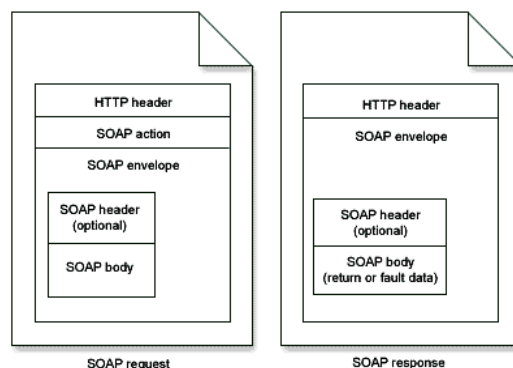 HTTP header
SOAP action
SOAP envelope
SOAP header
(optional)
SOAP body
SOAP request
HTTP header
SOAP envelope
SOAP header
(optional)
SOAP body
(return or fault data)
SOAP response